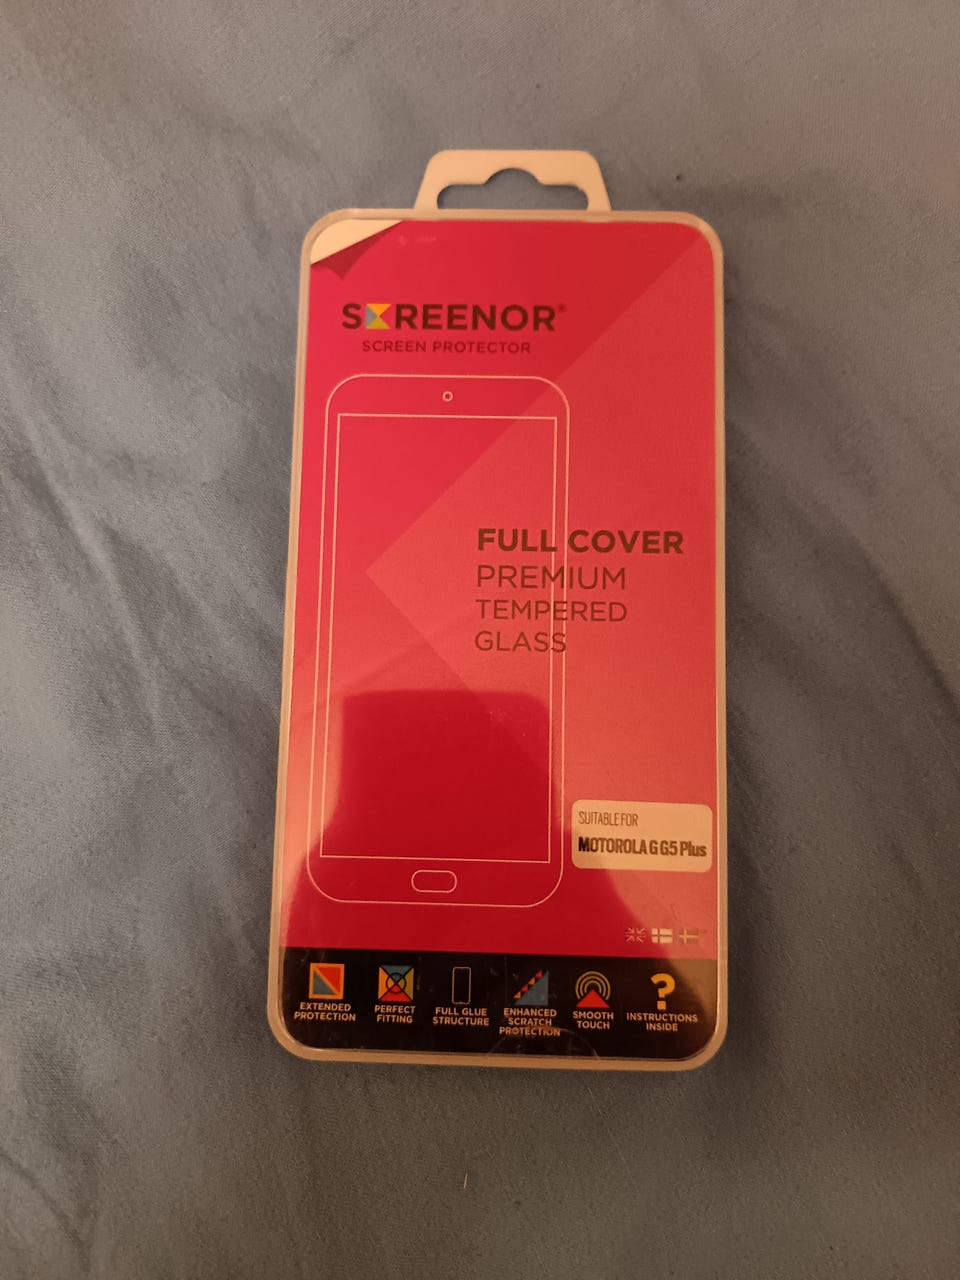 SCREENOR®
SCREEN PROTECTOR
FULL COVER
PREMIUM
TEMPERED
GLASS
SUITABLE FOR
MOTOROLA G G5 Plus
EXTENDED
PROTECTION
PERFECT
FITTING
FULL GLUE
STRUCTURE
ENHANCED
SCRATCH
PROTECTION
SMOOTH
TOUCH
?
INSTRUCTIONS
INSIDE